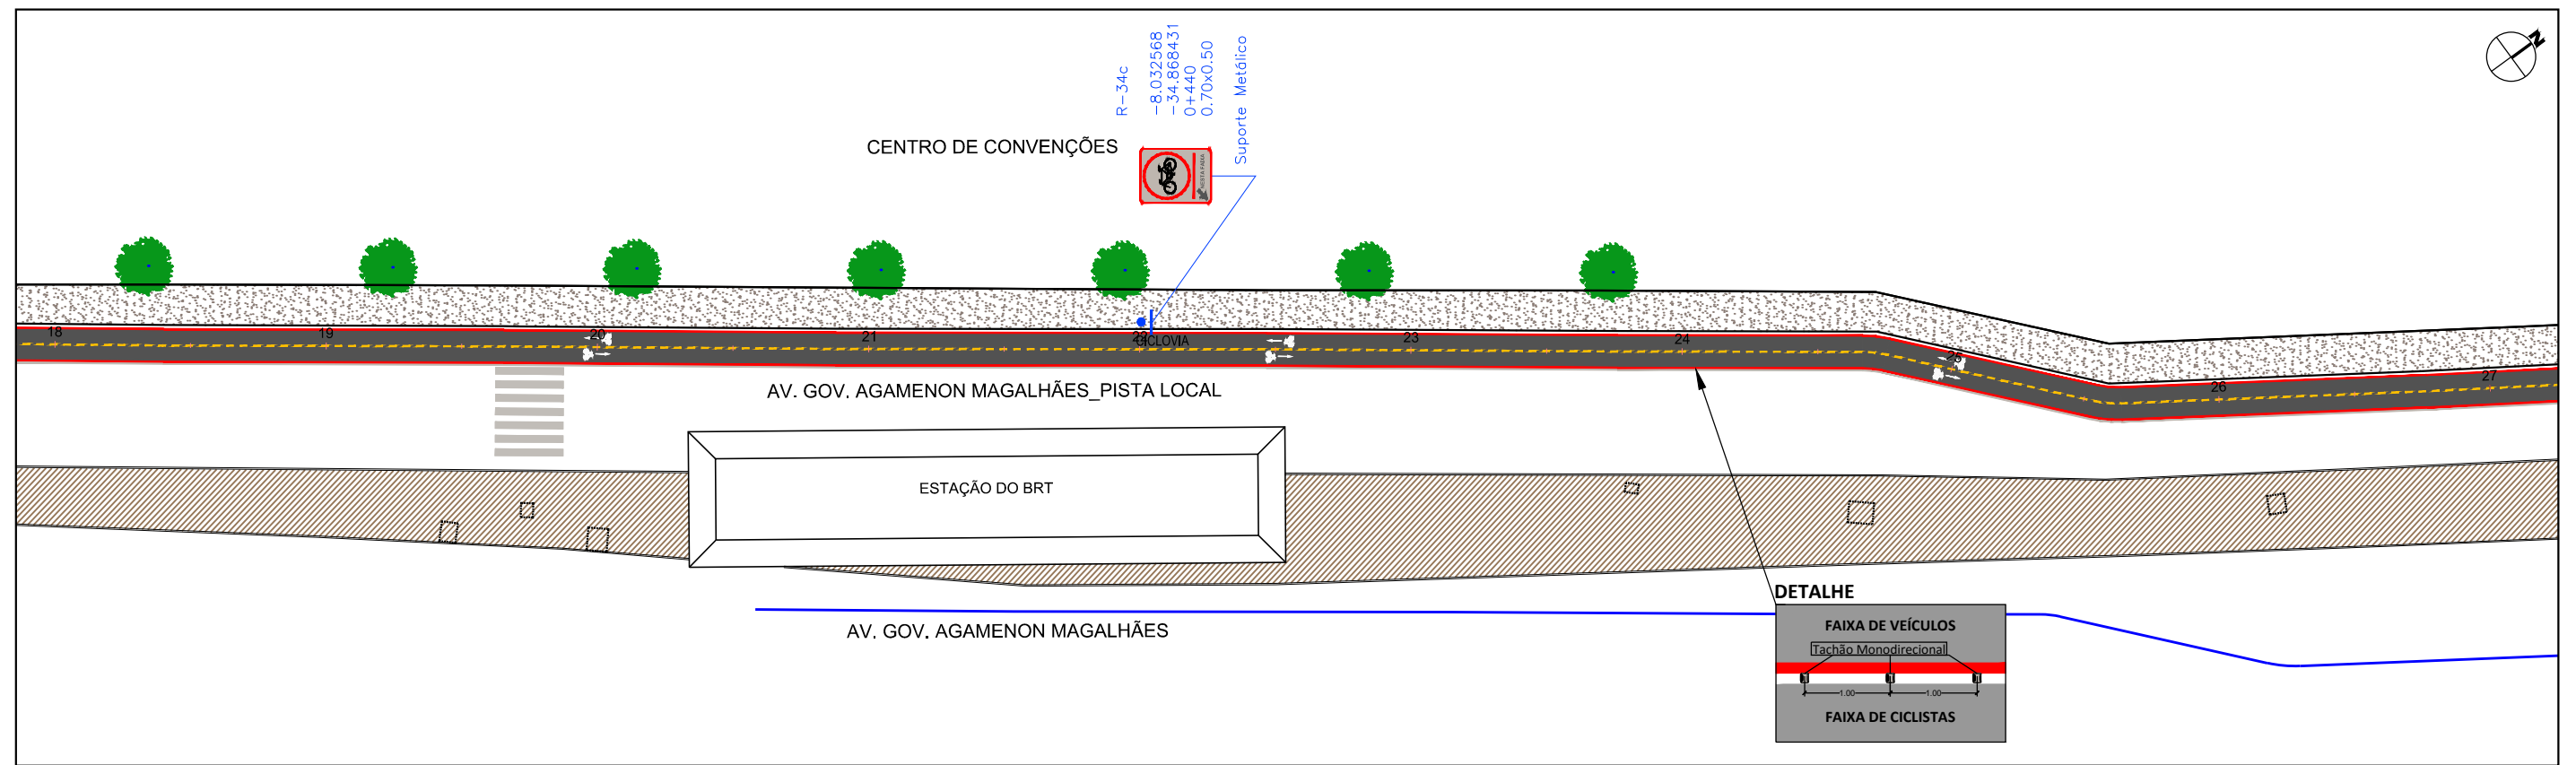 N
R-34c
-8.032568
-34.868431
0+440
0.70x0.50
Suporte Metálico
CENTRO DE CONVENÇÕES
NESTA FAIXA
18
19
20
21
22
23
24
25
26
27
CICLOVIA
AV. GOV. AGAMENON MAGALHÃES_PISTA LOCAL
ESTAÇÃO DO BRT
AV. GOV. AGAMENON MAGALHÃES
DETALHE
FAIXA DE VEÍCULOS
Tachão Monodirecional
1.00
1.00
FAIXA DE CICLISTAS